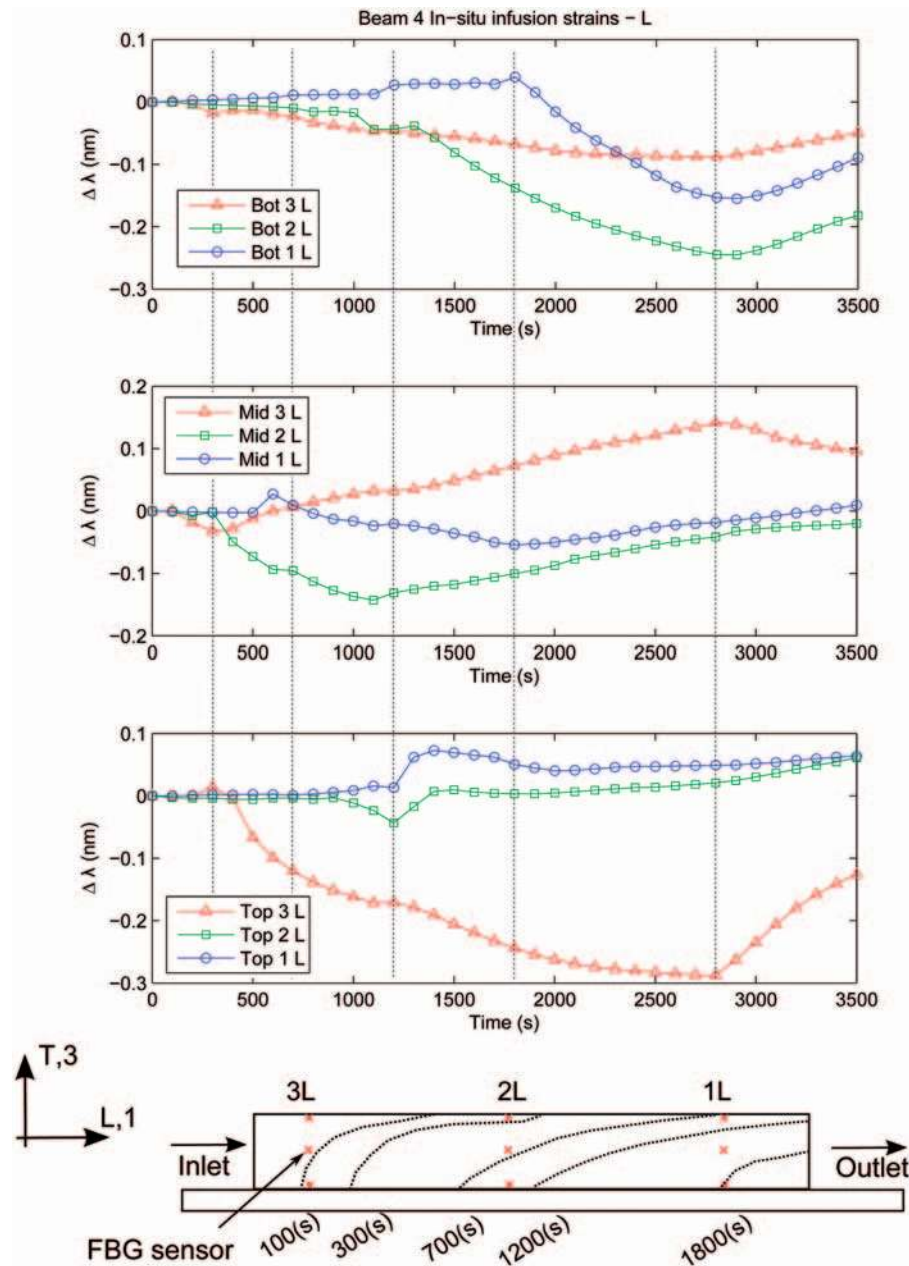 Beam 4 In-situ infusion strains - L
0.1
0
-0.1
-0.2
-0.3
Δ λ (nm)
Bot 3 L
Bot 2 L
Bot 1 L
0 500 1000 1500 2000 2500 3000 3500
Time (s)
0.2
0.1
0
-0.1
-0.2
Δ λ (nm)
Mid 3 L
Mid 2 L
Mid 1 L
0 500 1000 1500 2000 2500 3000 3500
Time (s)
0.1
0
-0.1
-0.2
-0.3
Δ λ (nm)
Top 3 L
Top 2 L
Top 1 L
0 500 1000 1500 2000 2500 3000 3500
Time (s)
T,3
L,1
3L 2L 1L
Inlet
Outlet
FBG sensor
100(s) 300(s) 700(s) 1200(s) 1800(s)